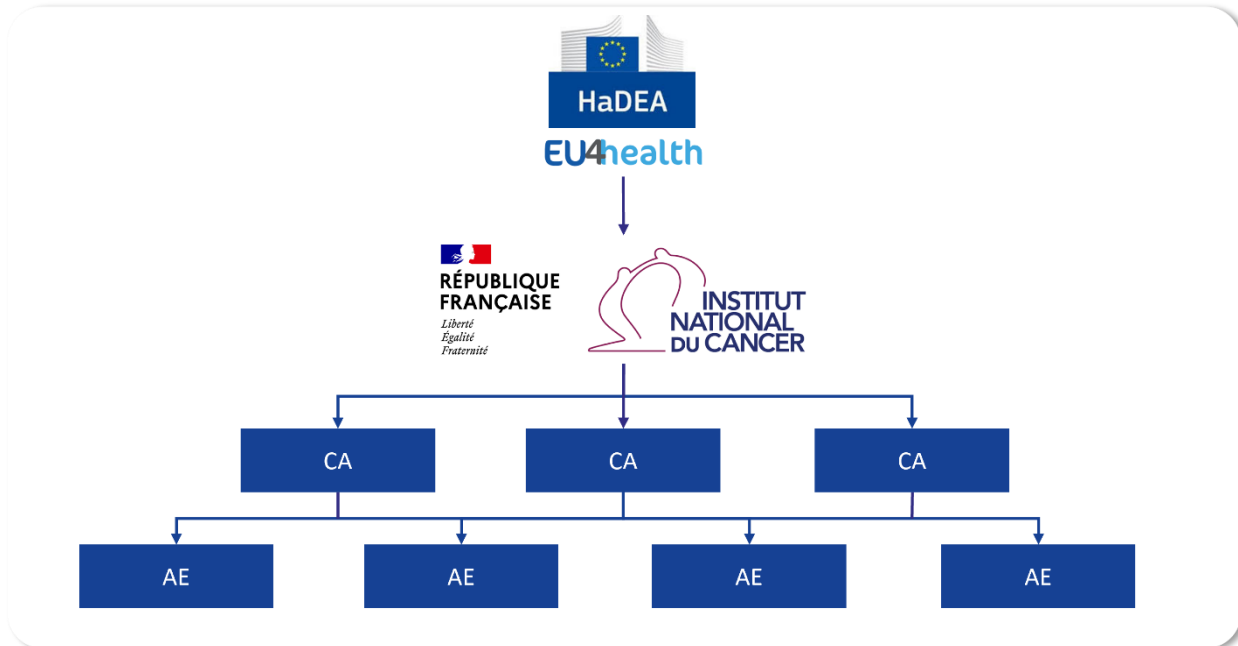 HaDEA
EU4health
RÉPUBLIQUE
FRANÇAISE
Liberté
Égalité
Fraternité
INSTITUT
NATIONAL
DU CANCER
CA
CA
CA
AE
AE
AE
AE